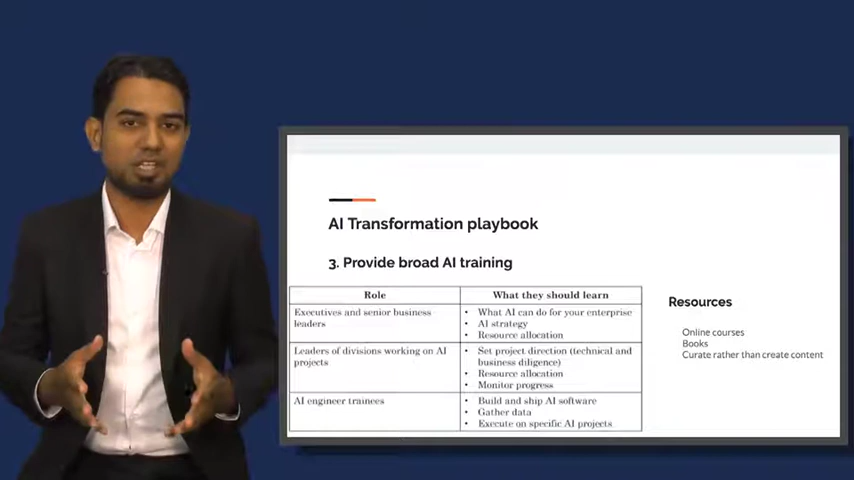 AI Transformation playbook
3. Provide broad AI training
Role What they should learn
Executives and senior business
leaders
• What AI can do for your enterprise
• AI strategy
• Resource allocation
Leaders of divisions working on AI
projects
• Set project direction (technical and
business diligence)
• Resource allocation
• Monitor progress
AI engineer trainees
• Build and ship AI software
• Gather data
• Execute on specific AI projects
Resources
Online courses
Books
Curate rather than create content